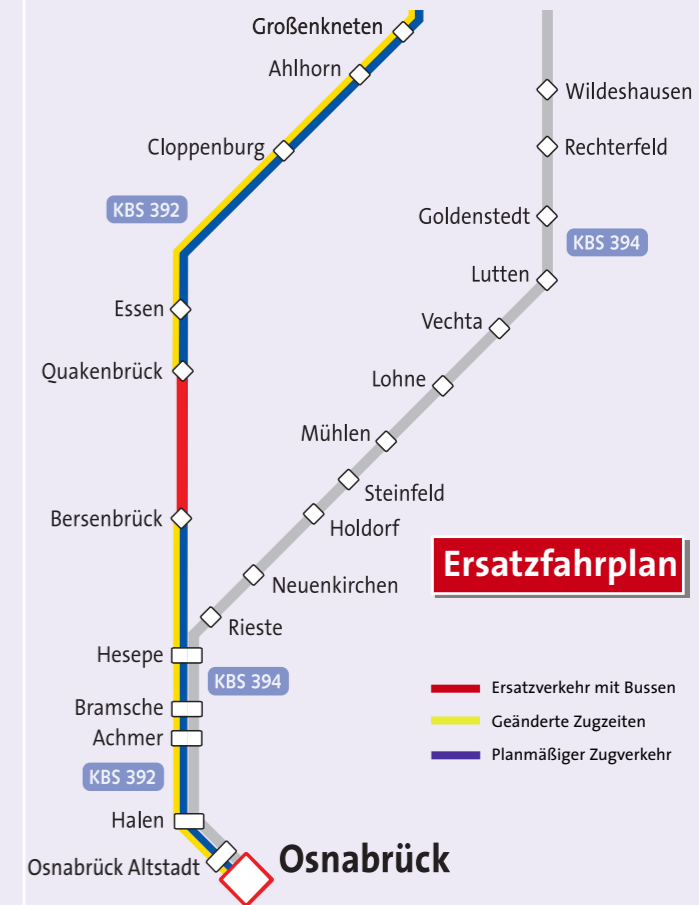 Großenkneten
Ahlhorn
Wildeshausen
Cloppenburg
Rechterfeld
KBS 392
Goldenstedt
KBS 394
Lutten
Essen
Vechta
Quakenbrück
Lohne
Mühlen
Steinfeld
Bersenbrück
Holdorf
Ersatzfahrplan
Neuenkirchen
Rieste
Hesepe
KBS 394
Ersatzverkehr mit Bussen
Bramsche
Geänderte Zugzeiten
Achmer
Planmäßiger Zugverkehr
KBS 392
Halen
Osnabrück
Osnabrück Altstadt